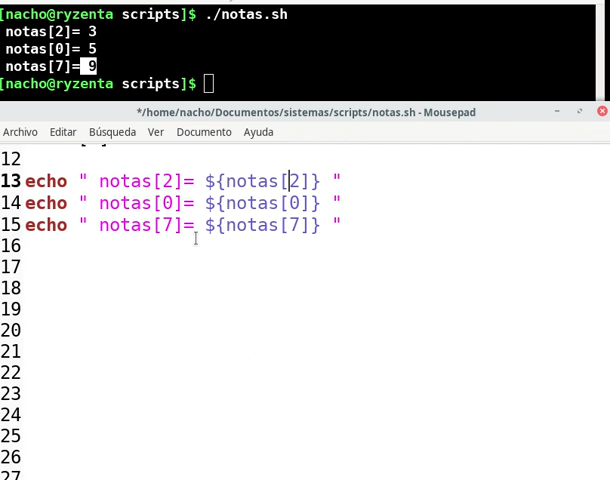 [nacho@ryzenta scripts]$ ./notas.sh
notas[2]= 3
notas[0]= 5
notas[7]= 9
[nacho@ryzenta scripts]$
*/home/nacho/Documentos/sistemas/scripts/notas.sh - Mousepad
Archivo Editar Búsqueda Ver Documento Ayuda
12
13 echo " notas[2]= ${notas[2]} "
14 echo " notas[0]= ${notas[0]} "
15 echo " notas[7]= ${notas[7]} "
16
17
18
19
20
21
22
23
24
25
26
27